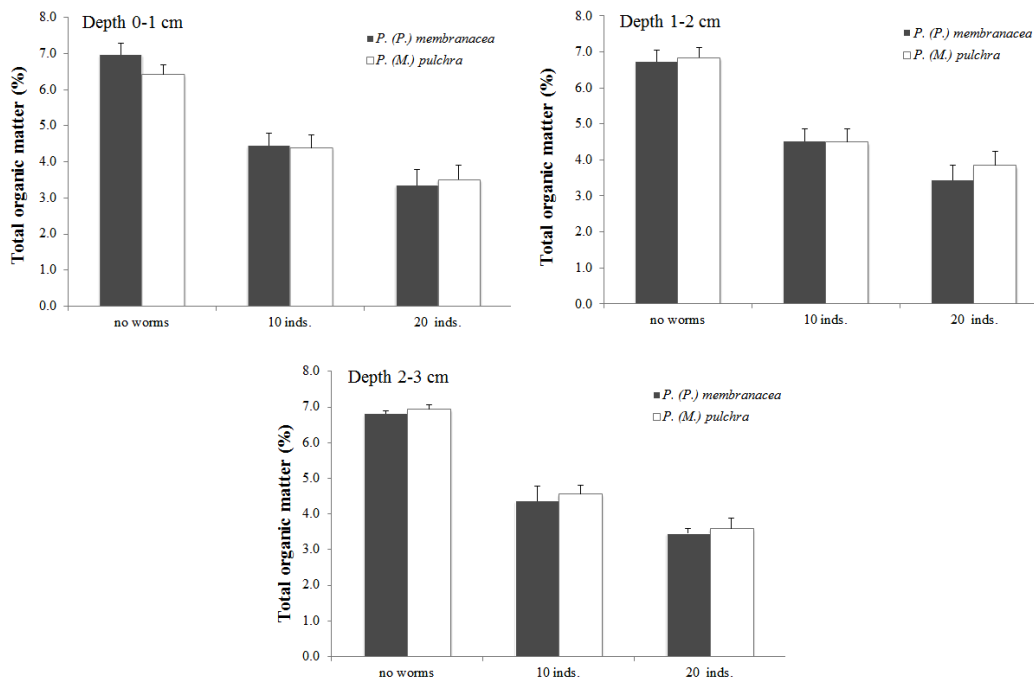 Depth 0-1 cm
P. (P.) membranacea
P. (M.) pulchra
Total organic matter (%)
8.0
7.0
6.0
5.0
4.0
3.0
2.0
1.0
0.0
no worms
10 inds.
20 inds.
Depth 1-2 cm
P. (P.) membranacea
P. (M.) pulchra
Total organic matter (%)
8.0
7.0
6.0
5.0
4.0
3.0
2.0
1.0
0.0
no worms
10 inds.
20 inds.
Depth 2-3 cm
P. (P.) membranacea
P. (M.) pulchra
Total organic matter (%)
8.0
7.0
6.0
5.0
4.0
3.0
2.0
1.0
0.0
no worms
10 inds.
20 inds.